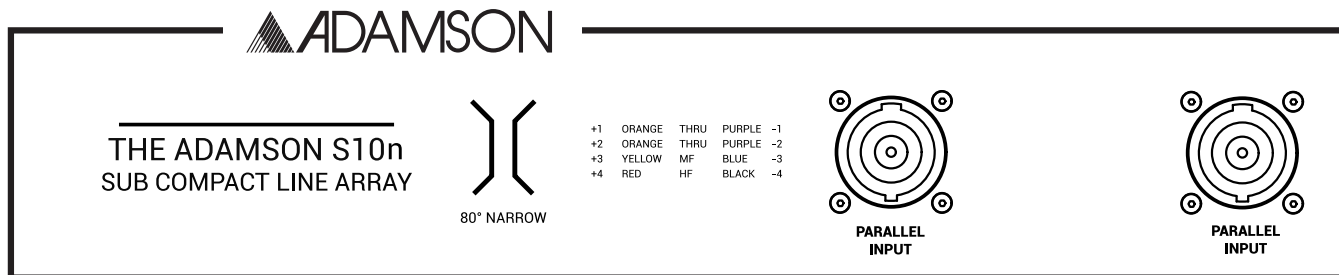 ADAMSON
THE ADAMSON S10n
SUB COMPACT LINE ARRAY
80° NARROW
+1 ORANGE THRU PURPLE -1
+2 ORANGE THRU PURPLE -2
+3 YELLOW MF BLUE -3
+4 RED HF BLACK -4
PARALLEL
INPUT
PARALLEL
INPUT